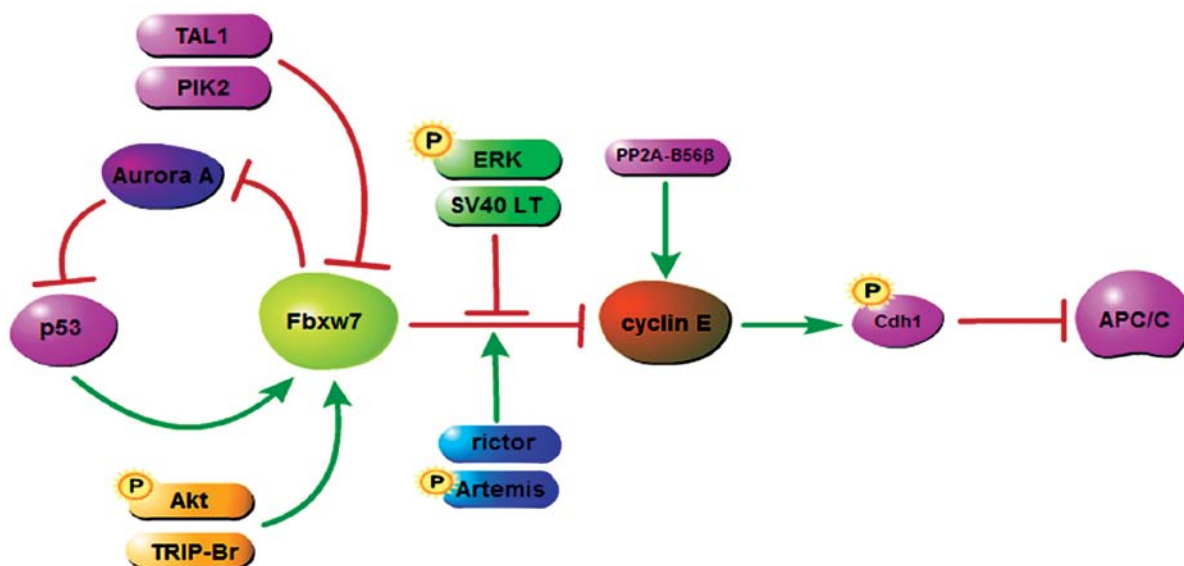 TAL1
PIK2
Aurora A
p53
Fbxw7
P
Akt
TRIP-Br
P
ERK
SV40 LT
rictor
P
Artemis
PP2A-B56β
cyclin E
P
Cdh1
APC/C